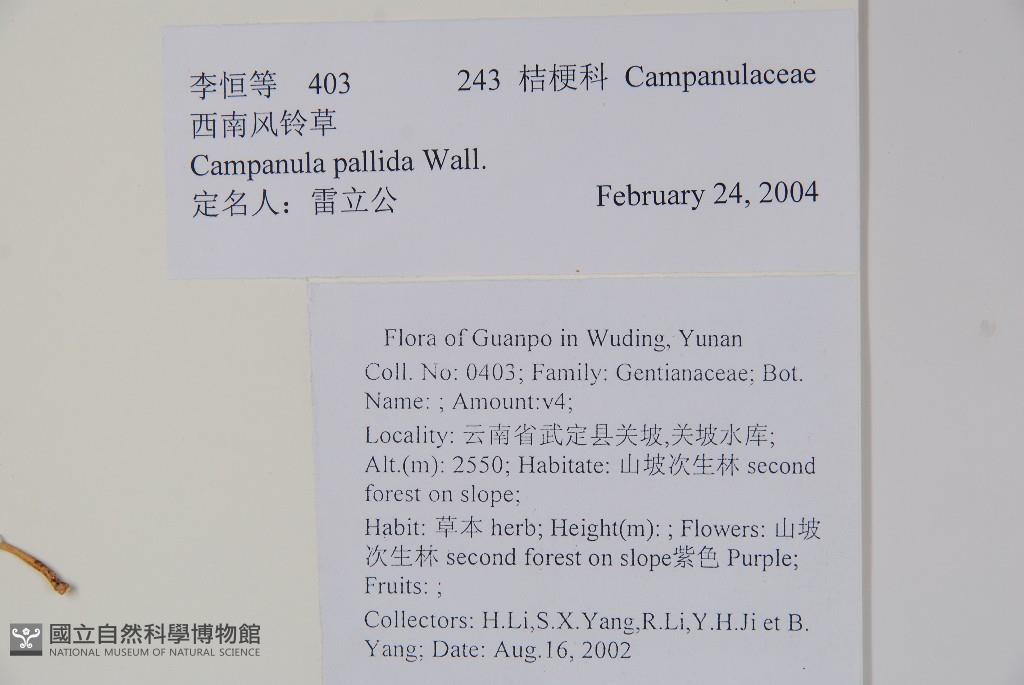 李恒等 403 243 桔梗科 Campanulaceae
西南风铃草
Campanula pallida Wall.
定名人：雷立公 February 24, 2004
Flora of Guanpo in Wuding, Yunan
Coll. No: 0403; Family: Gentianaceae; Bot.
Name: ; Amount:v4;
Locality: 云南省武定县关坡,关坡水库;
Alt.(m): 2550; Habitate: 山坡次生林 second
forest on slope;
Habit: 草本 herb; Height(m): ; Flowers: 山坡
次生林 second forest on slope紫色 Purple;
Fruits: ;
Collectors: H.Li,S.X.Yang,R.Li,Y.H.Ji et B.
Yang; Date: Aug.16, 2002
國立自然科學博物館
NATIONAL MUSEUM OF NATURAL SCIENCE